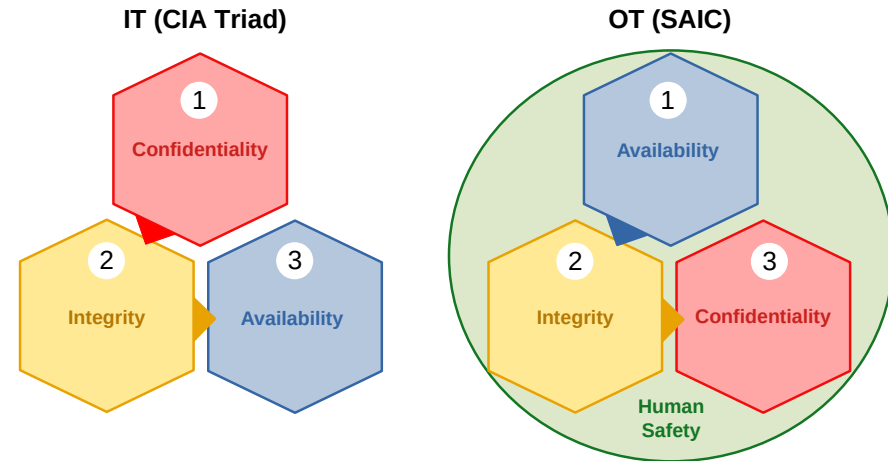 IT (CIA Triad)
1
Confidentiality
2
Integrity
3
Availability
OT (SAIC)
1
Availability
2
Integrity
3
Confidentiality
Human
Safety